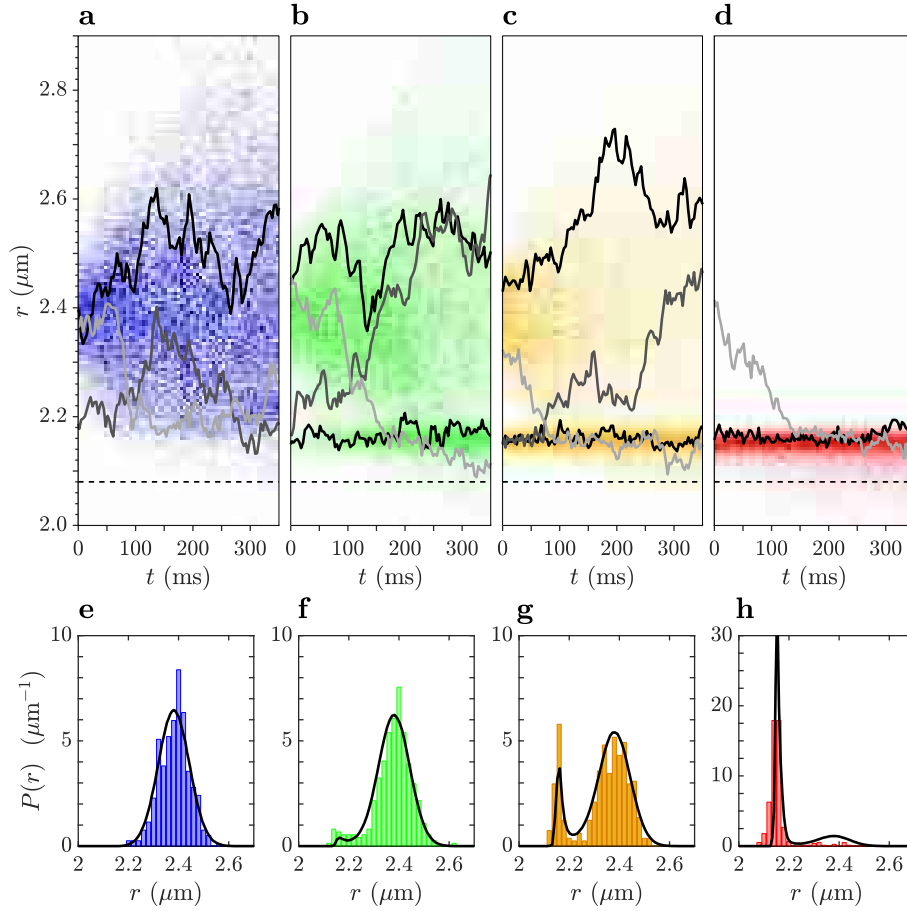 a b c d
2.8
2.6
2.4
2.2
2.0
r (μm)
0 100 200 300
0 100 200 300
0 100 200 300
0 100 200 300
t (ms) t (ms) t (ms) t (ms)
e f g h
10 10 10 30
20
5 5 5
10
0 0 0 0
P(r) (μm⁻¹)
2 2.2 2.4 2.6
2 2.2 2.4 2.6
2 2.2 2.4 2.6
2 2.2 2.4 2.6
r (μm) r (μm) r (μm) r (μm)